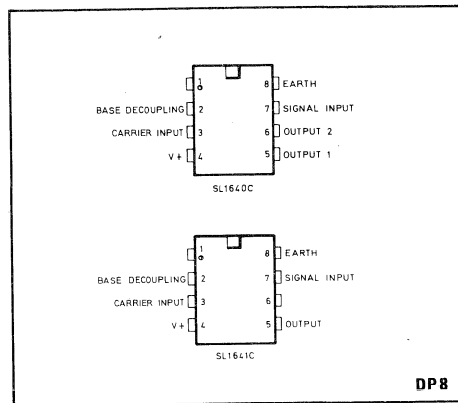 1 8 EARTH
BASE DECOUPLING 2 7 SIGNAL INPUT
CARRIER INPUT 3 6 OUTPUT 2
V+ 4 5 OUTPUT 1
SL1640C
1 8 EARTH
BASE DECOUPLING 2 7 SIGNAL INPUT
CARRIER INPUT 3 6
V+ 4 5 OUTPUT
SL1641C
DP8